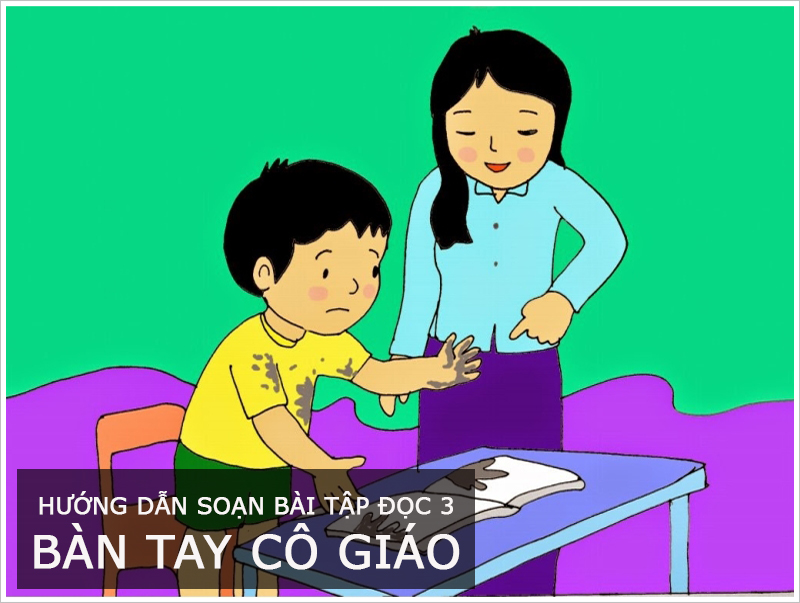 HƯỚNG DẪN SOẠN BÀI TẬP ĐỌC 3
BÀN TAY CÔ GIÁO